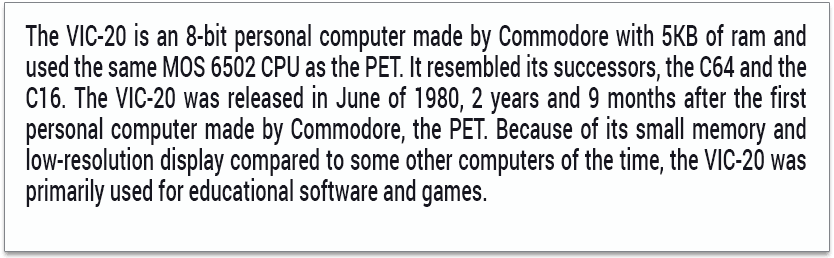 The VIC-20 is an 8-bit personal computer made by Commodore with 5KB of ram and
used the same MOS 6502 CPU as the PET. It resembled its successors, the C64 and the
C16. The VIC-20 was released in June of 1980, 2 years and 9 months after the first
personal computer made by Commodore, the PET. Because of its small memory and
low-resolution display compared to some other computers of the time, the VIC-20 was
primarily used for educational software and games.